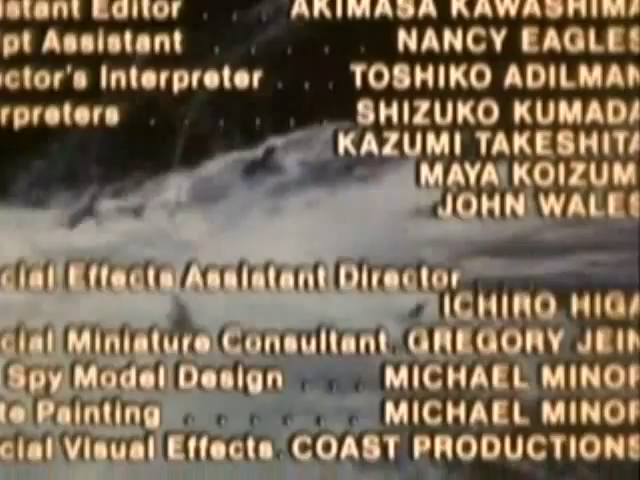 istant Editor . . . AKIMASA KAWASHIMA
pt Assistant . . . . . . NANCY EAGLES
ctor's Interpreter . . . TOSHIKO ADILMAN
rpreters . . . . . . SHIZUKO KUMADA
KAZUMI TAKESHITA
MAYA KOIZUM
JOHN WALES
cial Effects Assistant Director
ICHIRO HIGA
cial Miniature Consultant. GREGORY JEIN
Spy Model Design . . . MICHAEL MINOR
te Painting . . . . . . MICHAEL MINOR
cial Visual Effects. COAST PRODUCTIONS